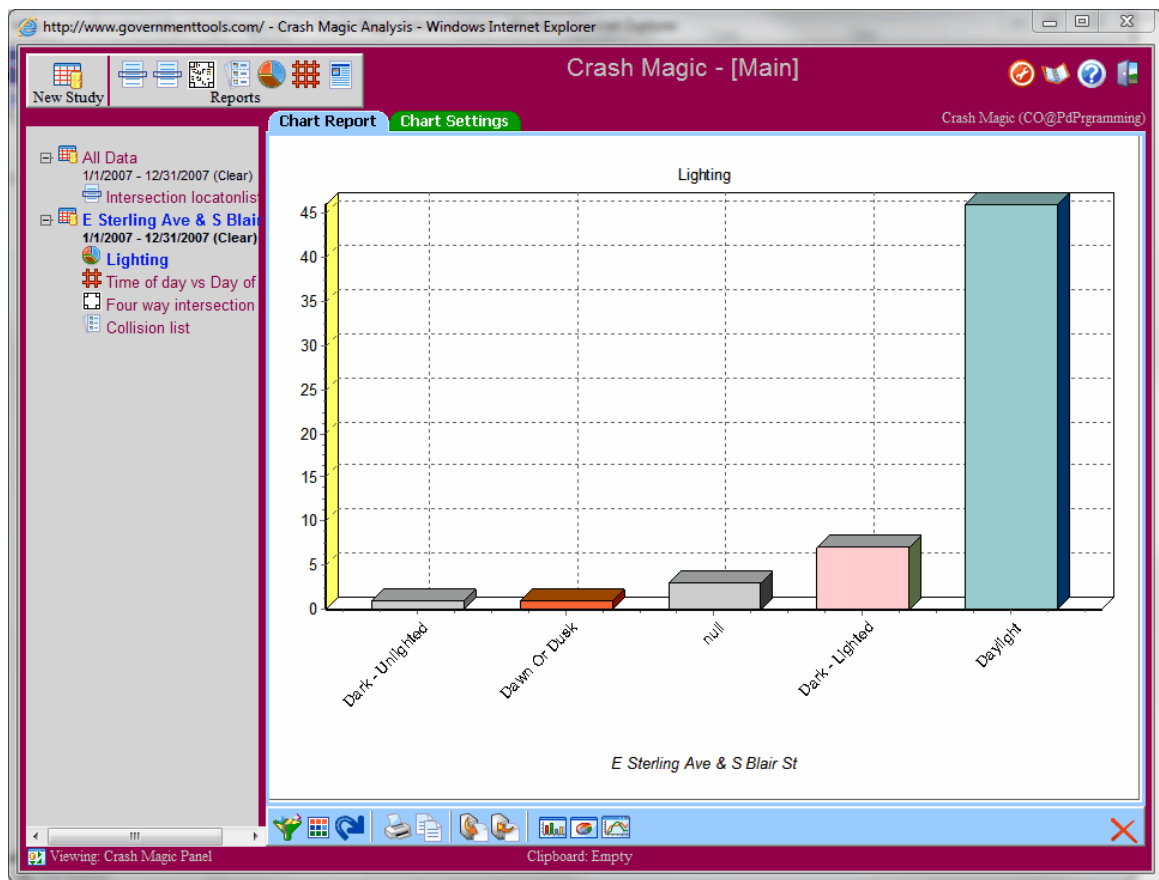 http://www.governmenttools.com/ - Crash Magic Analysis - Windows Internet Explorer
New Study
Reports
Crash Magic - [Main]
Chart Report
Chart Settings
Crash Magic (CO@PdPrgramming)
All Data
1/1/2007 - 12/31/2007 (Clear)
Intersection locatonlist
E Sterling Ave & S Blair
1/1/2007 - 12/31/2007 (Clear)
Lighting
Time of day vs Day of
Four way intersection
Collision list
Lighting
45
40
35
30
25
20
15
10
5
0
Dark - Unlighted
Dawn Or Dusk
null
Dark - Lighted
Daylight
E Sterling Ave & S Blair St
Viewing: Crash Magic Panel
Clipboard: Empty